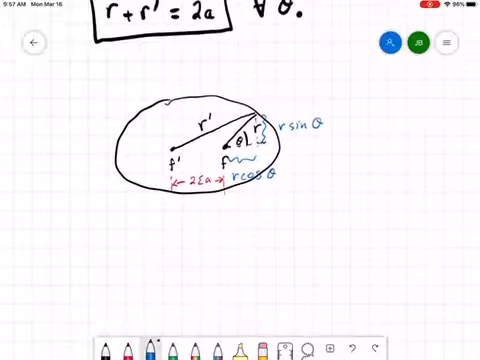 9:57 AM Mon Mar 16
96%
r + r' = 2a ∀ θ.
JB
r'
r
r sin θ
θ
f'
f
2εa
r cos θ